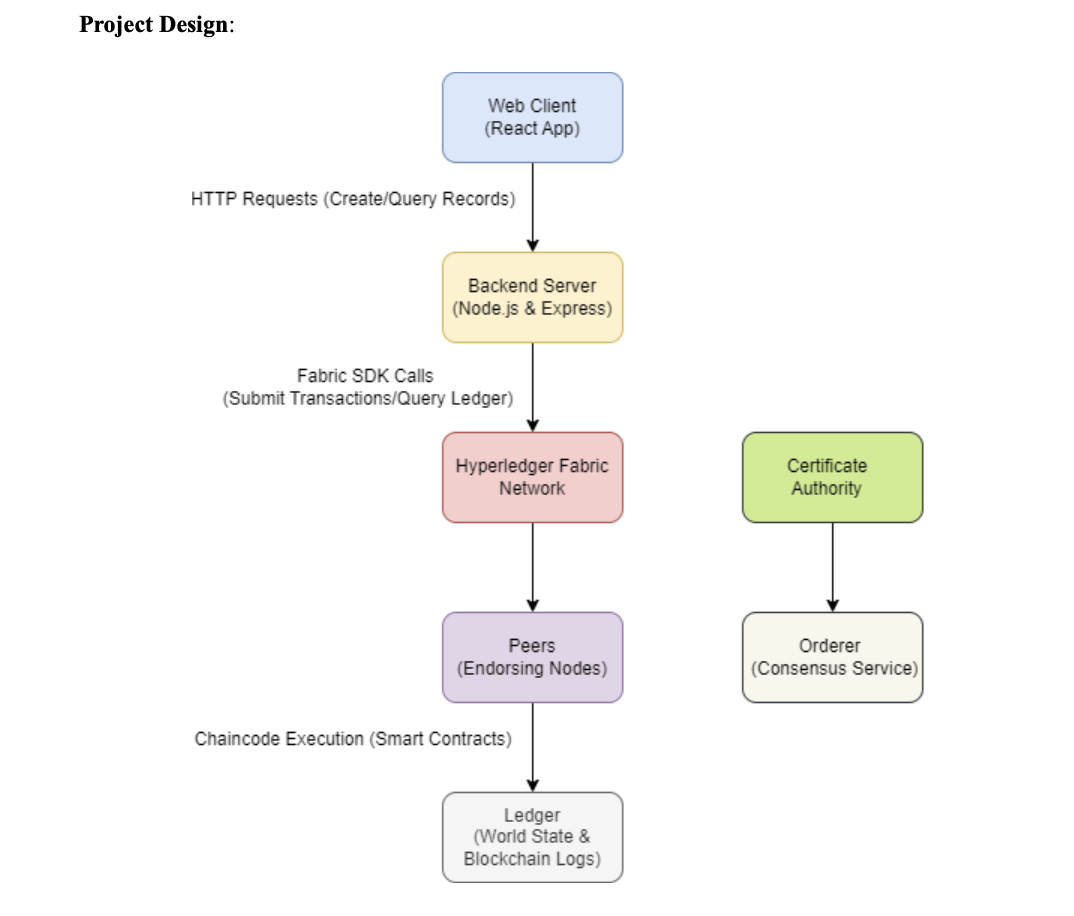 Project Design:
Web Client
(React App)
HTTP Requests (Create/Query Records)
Backend Server
(Node.js & Express)
Fabric SDK Calls
(Submit Transactions/Query Ledger)
Hyperledger Fabric
Network
Certificate
Authority
Peers
(Endorsing Nodes)
Orderer
(Consensus Service)
Chaincode Execution (Smart Contracts)
Ledger
(World State &
Blockchain Logs)